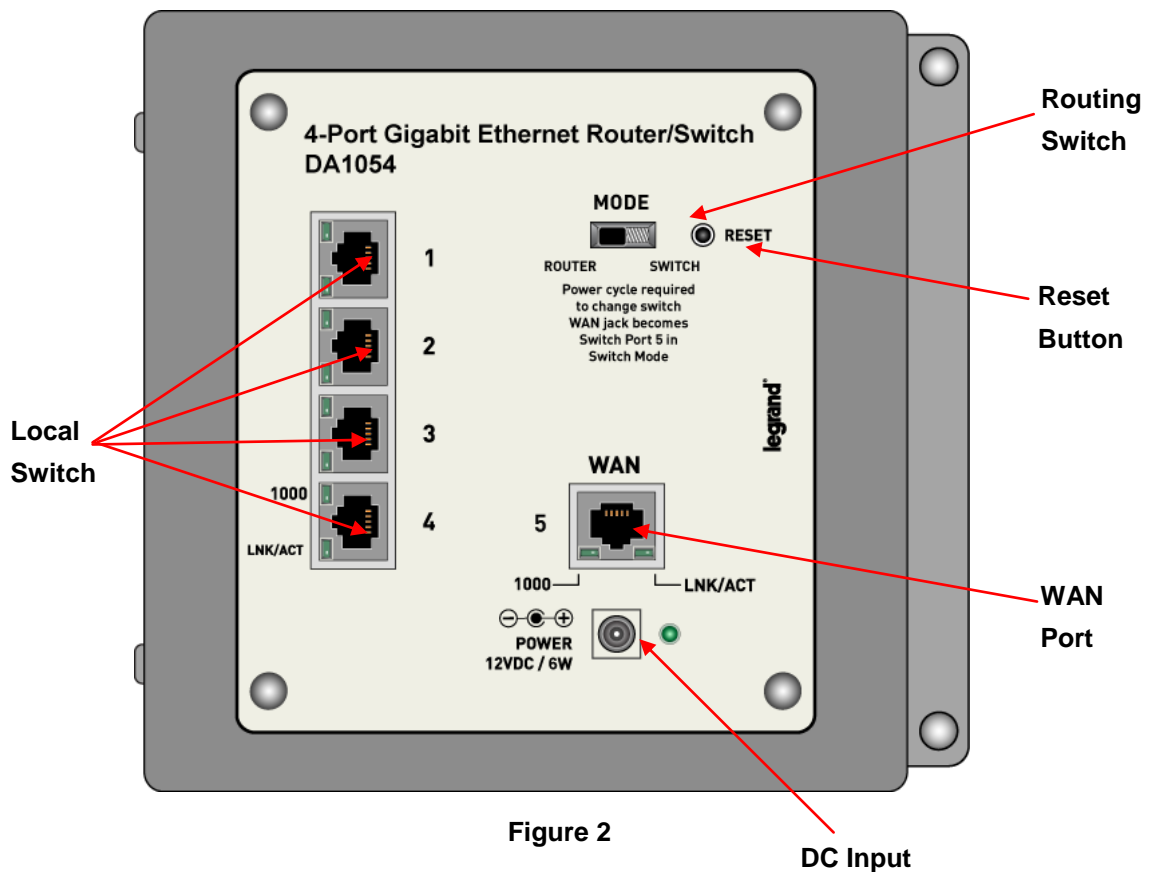 4-Port Gigabit Ethernet Router/Switch
DA1054
Routing
Switch
MODE
RESET
ROUTER
SWITCH
Power cycle required
to change switch
WAN jack becomes
Switch Port 5 in
Switch Mode
Reset
Button
1
2
3
4
Local
Switch
1000
LNK/ACT
legrand®
WAN
5
1000
LNK/ACT
WAN
Port
POWER
12VDC / 6W
Figure 2
DC Input